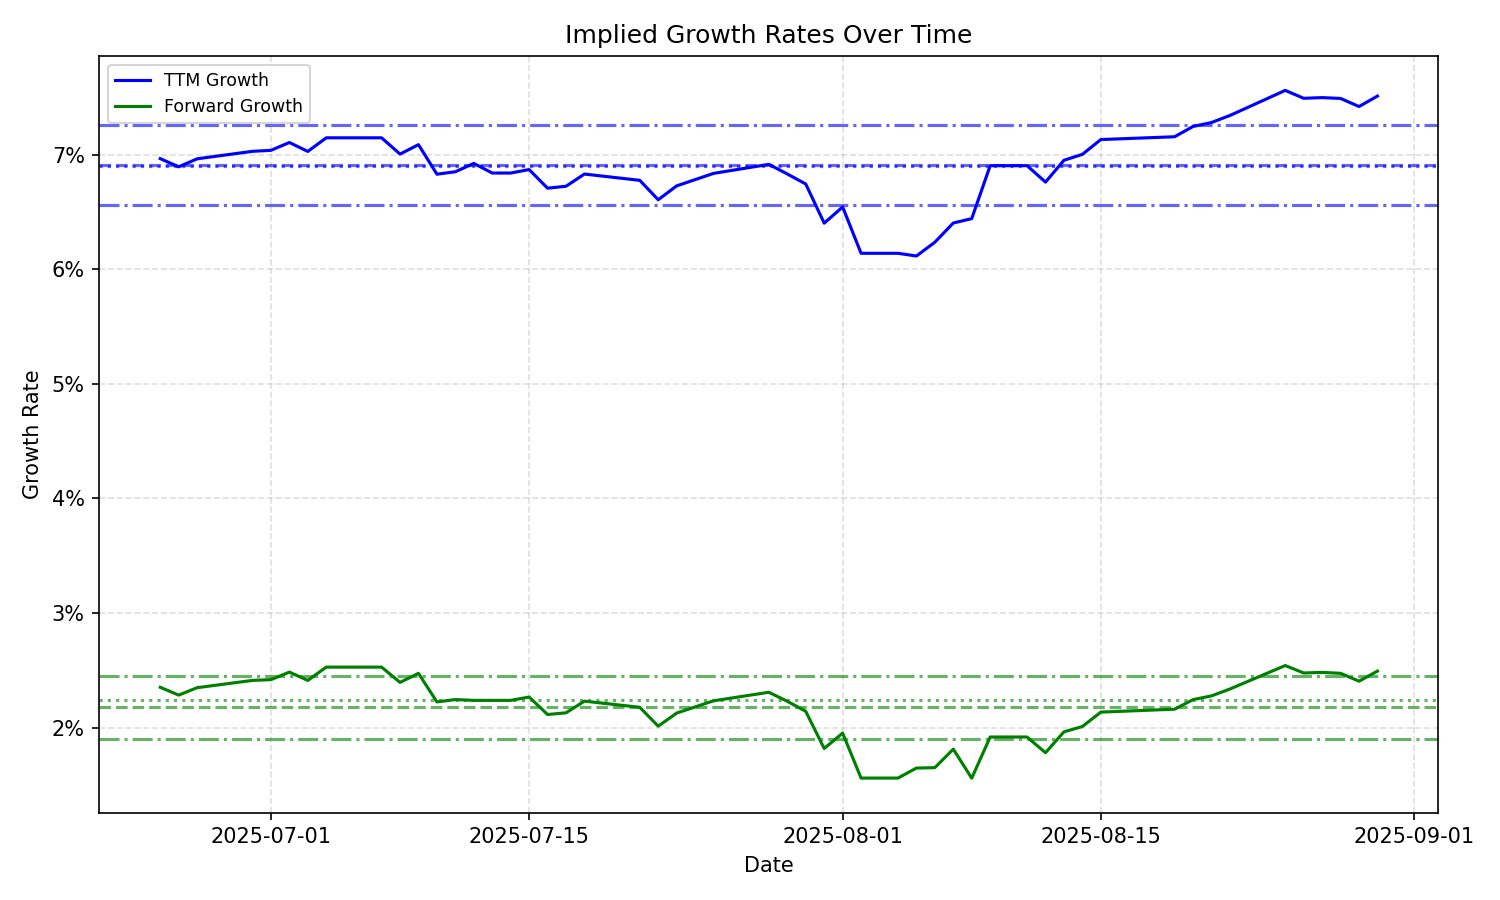 Implied Growth Rates Over Time
TTM Growth
Forward Growth
7%
6%
5%
4%
3%
2%
Growth Rate
2025-07-01
2025-07-15
2025-08-01
2025-08-15
2025-09-01
Date